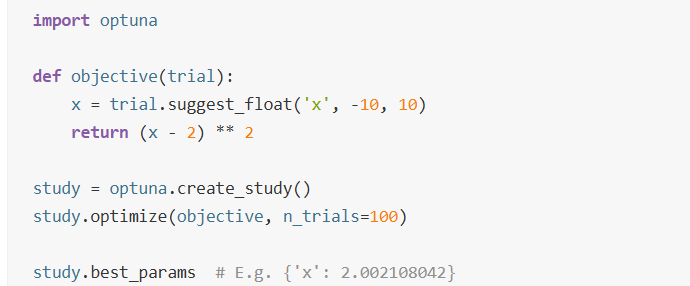 import optuna
def objective(trial):
    x = trial.suggest_float('x', -10, 10)
    return (x - 2) ** 2
study = optuna.create_study()
study.optimize(objective, n_trials=100)
study.best_params  # E.g. {'x': 2.002108042}